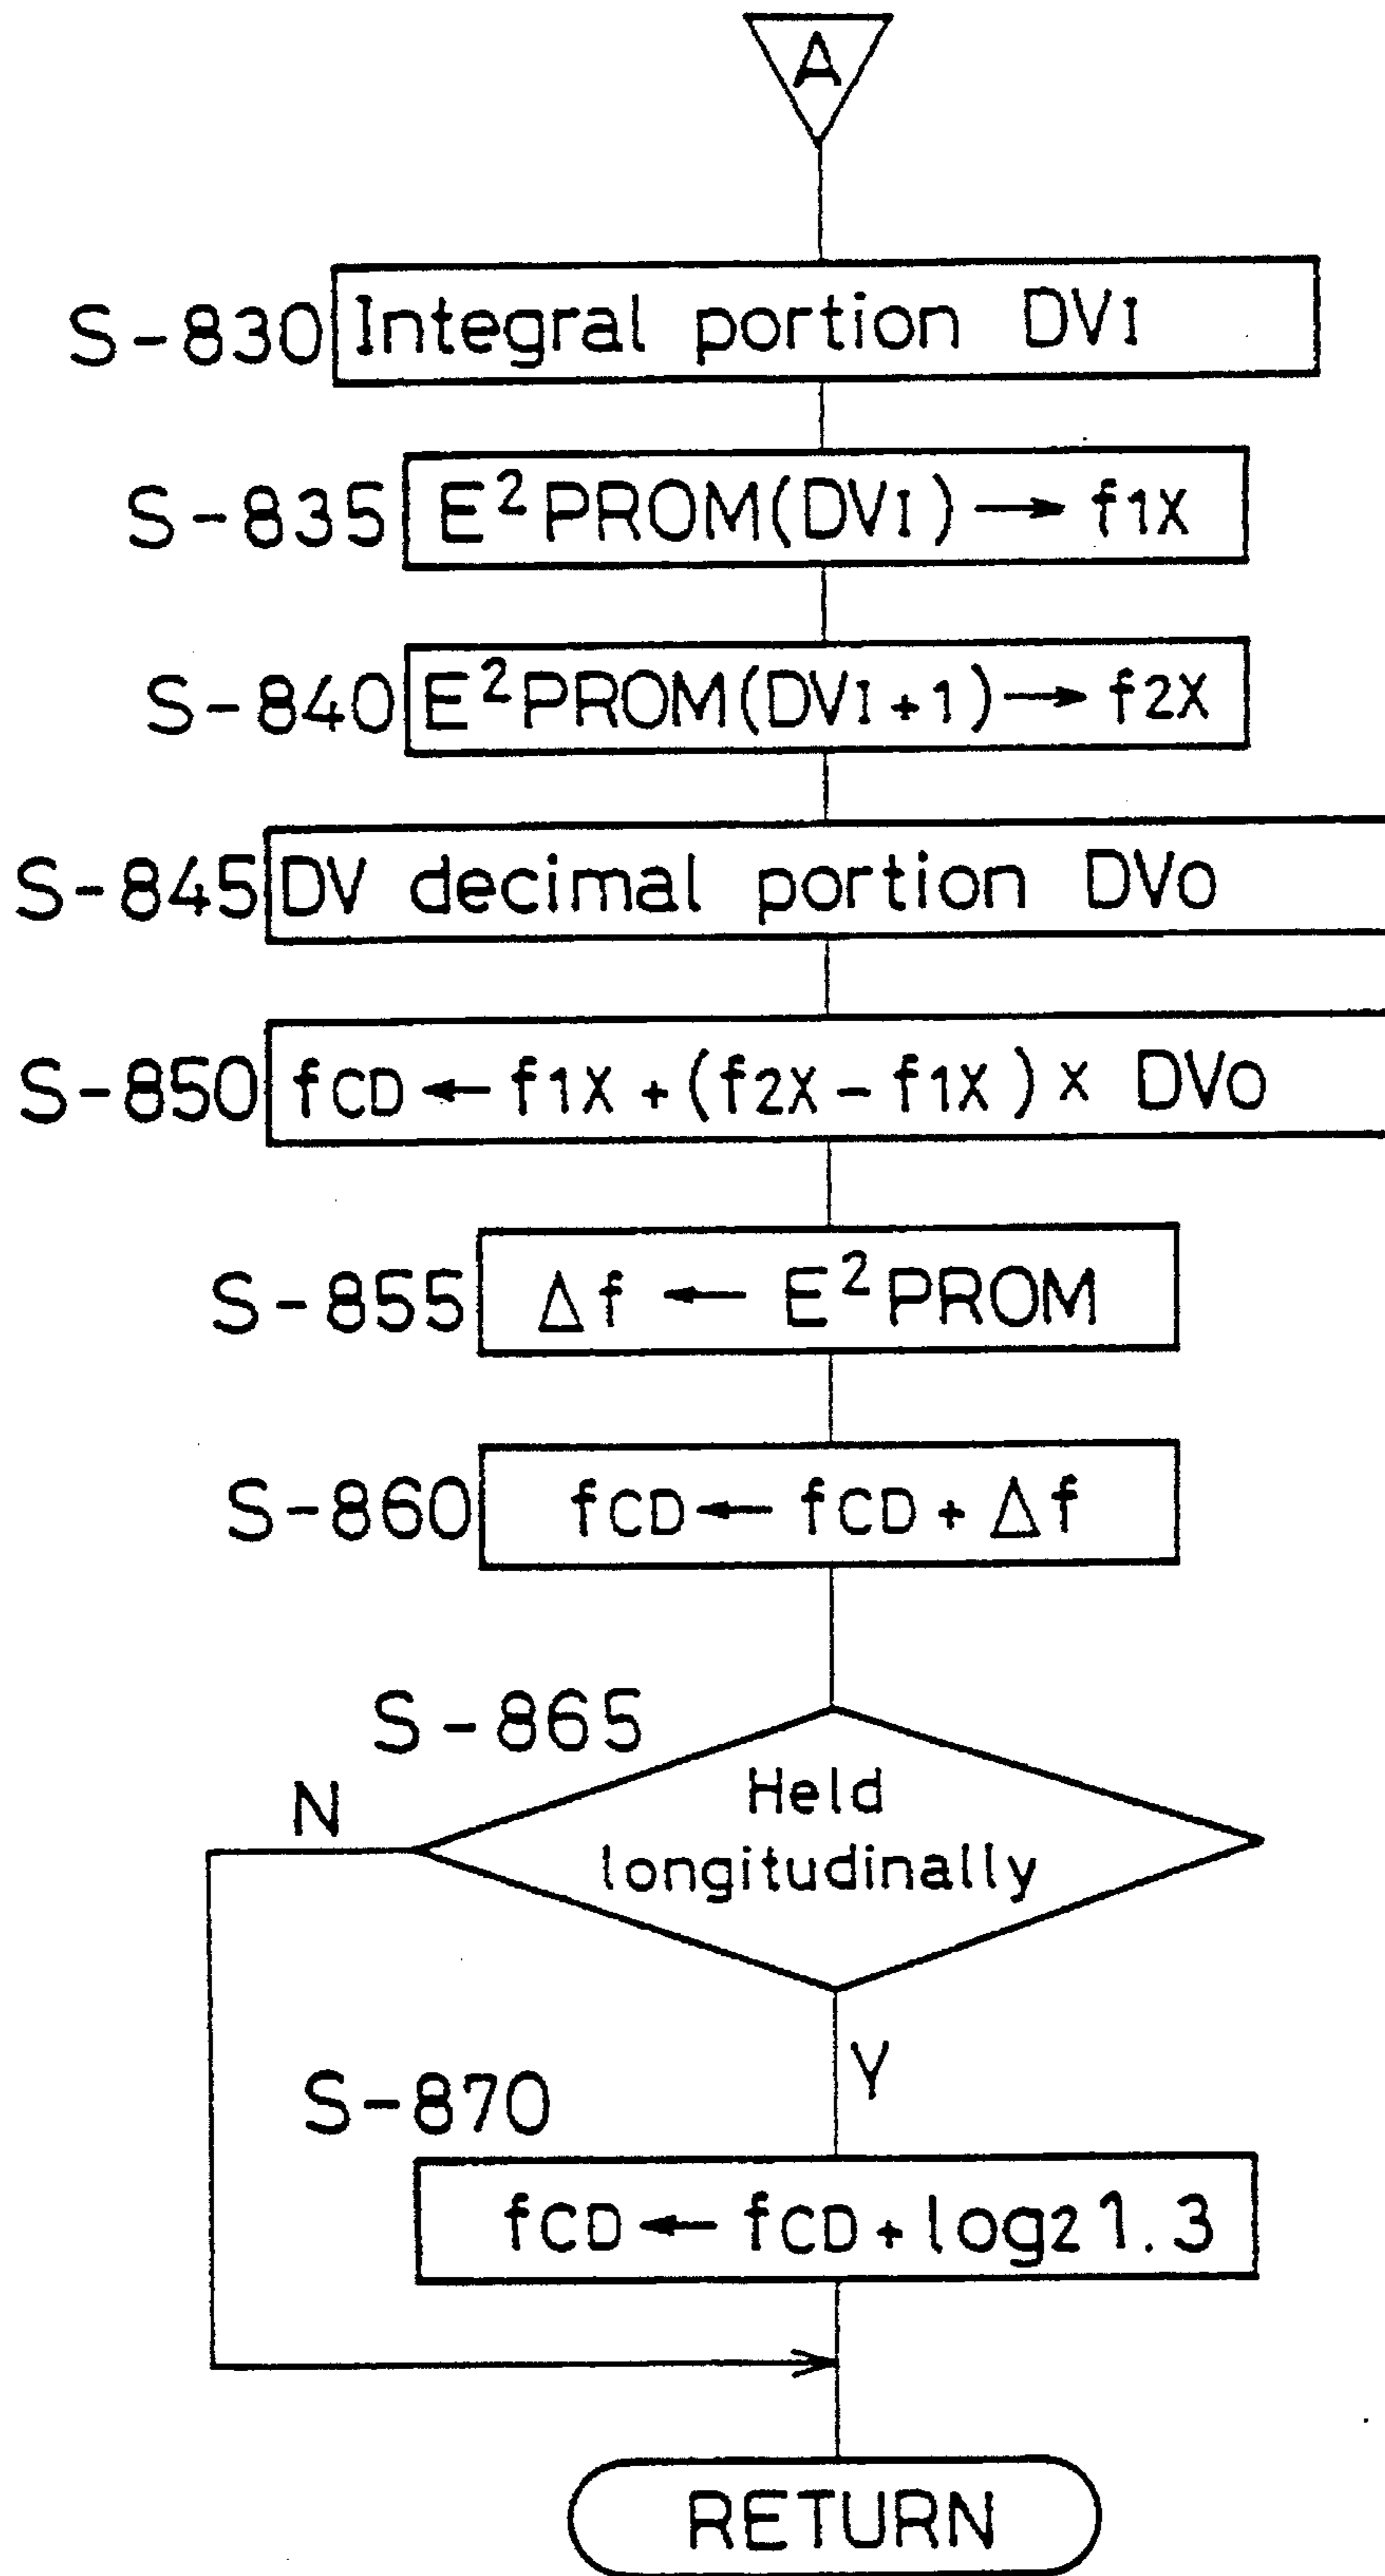 A
S-830 Integral portion DVI
S-835 E²PROM(DVI) → f1X
S-840 E²PROM(DVI+1) → f2X
S-845 DV decimal portion DVo
S-850 fCD ← f1X + (f2X - f1X) × DVo
S-855 Δf ← E²PROM
S-860 fCD ← fCD + Δf
S-865
Held
longitudinally
N
Y
S-870
fCD ← fCD + log2 1.3
RETURN